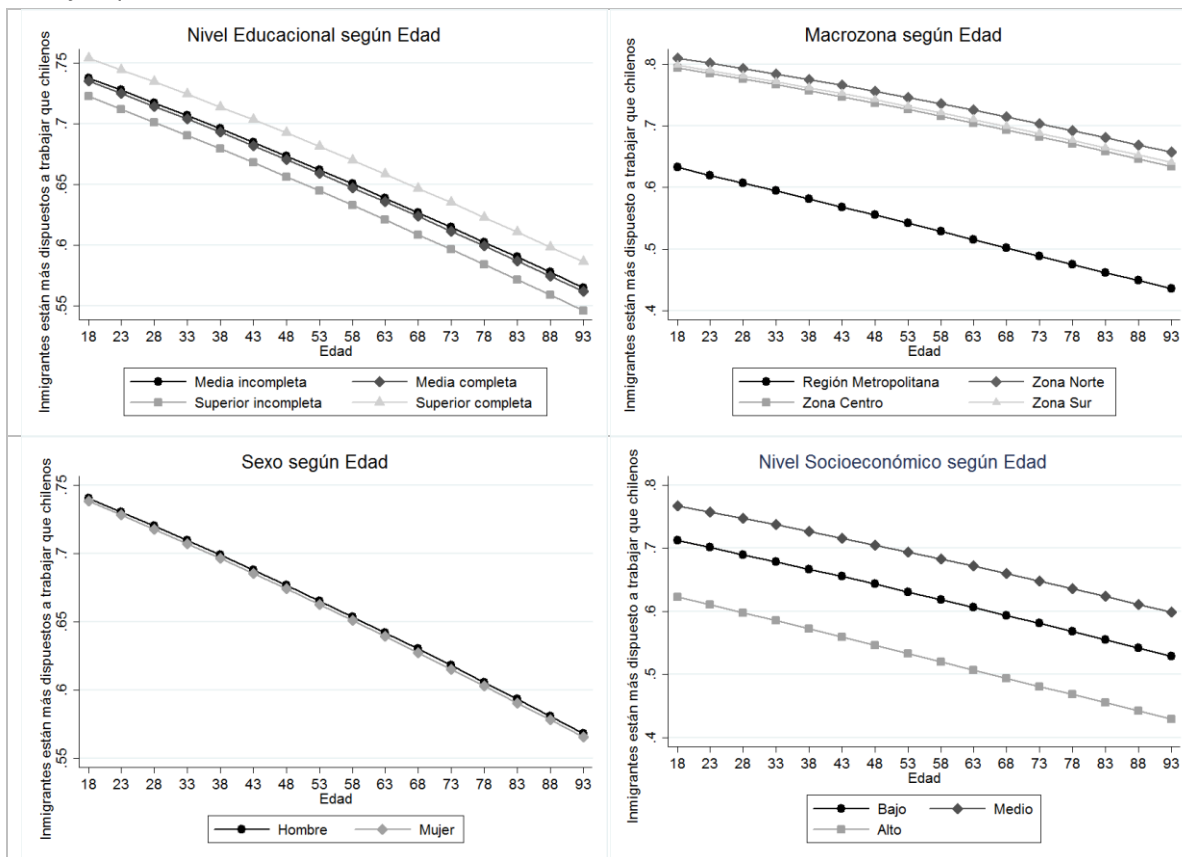 Nivel Educacional según Edad
Inmigrantes están más dispuesto a trabajar que chilenos
.75
.7
.65
.6
.55
18 23 28 33 38 43 48 53 58 63 68 73 78 83 88 93
Edad
Media incompleta Media completa
Superior incompleta Superior completa
Macrozona según Edad
Inmigrantes están más dispuesto a trabajar que chilenos
.8
.7
.6
.5
.4
18 23 28 33 38 43 48 53 58 63 68 73 78 83 88 93
Edad
Región Metropolitana Zona Norte
Zona Centro Zona Sur
Sexo según Edad
Inmigrantes están más dispuestos a trabajar que chilenos
.75
.7
.65
.6
.55
18 23 28 33 38 43 48 53 58 63 68 73 78 83 88 93
Edad
Hombre Mujer
Nivel Socioeconómico según Edad
Inmigrantes están más dispuesto a trabajar que chilenos
.8
.7
.6
.5
.4
18 23 28 33 38 43 48 53 58 63 68 73 78 83 88 93
Edad
Bajo Medio
Alto